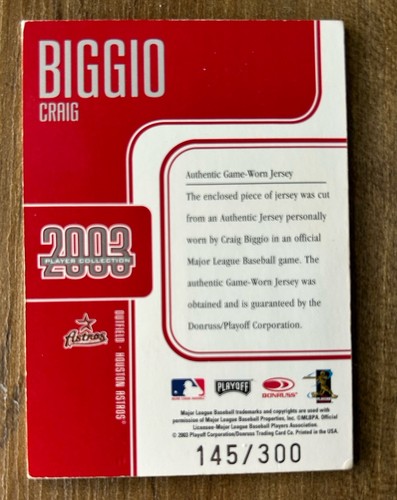 BIGGIO
CRAIG
Authentic Game-Worn Jersey
The enclosed piece of jersey was cut
from an Authentic Jersey personally
worn by Craig Biggio in an official
Major League Baseball game. The
authentic Game-Worn Jersey was
obtained and is guaranteed by the
Donruss/Playoff Corporation.
2003
PLAYER COLLECTION
Astros
OUTFIELD · HOUSTON ASTROS®
PLAYOFF
DONRUSS
Major League Baseball trademarks and copyrights are used with
permission of Major League Baseball Properties, Inc. ©MLBPA. Official
Licensee-Major League Baseball Players Association.
© 2003 Playoff Corporation/Donruss Trading Card Co. Printed in the USA.
145/300